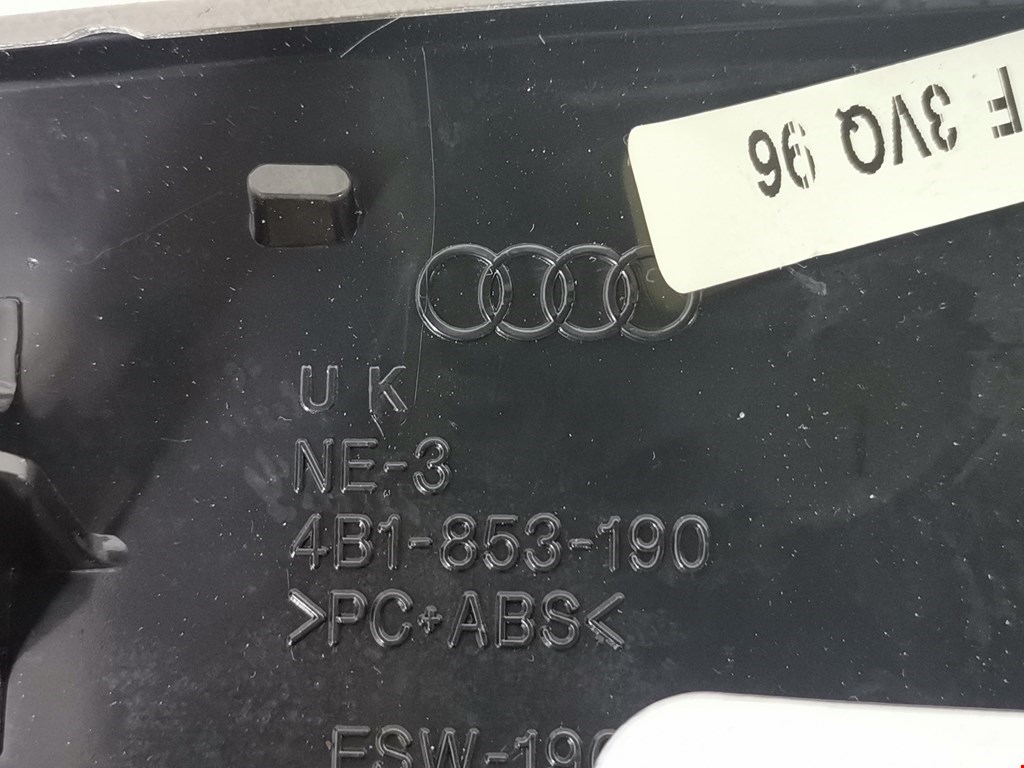 F 3VQ 96
U K
NE-3
4B1-853-190
>PC+ABS<